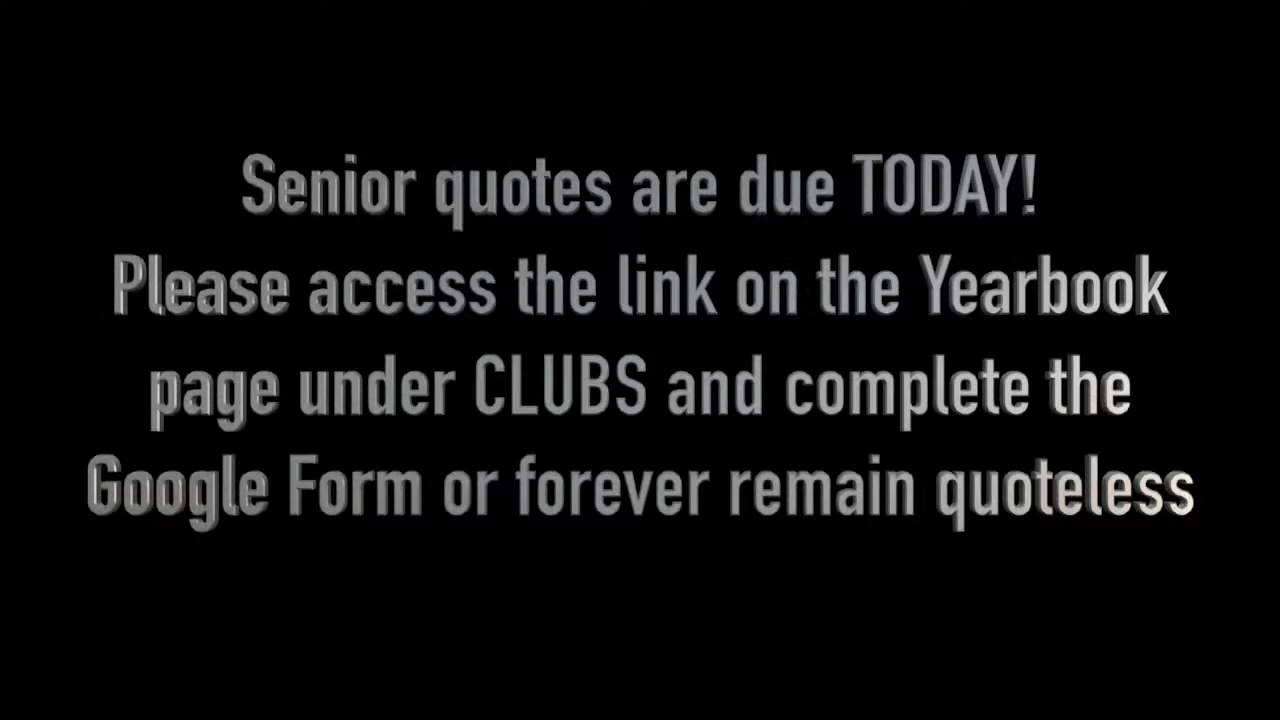 Senior quotes are due TODAY!
Please access the link on the Yearbook
page under CLUBS and complete the
Google Form or forever remain quoteless